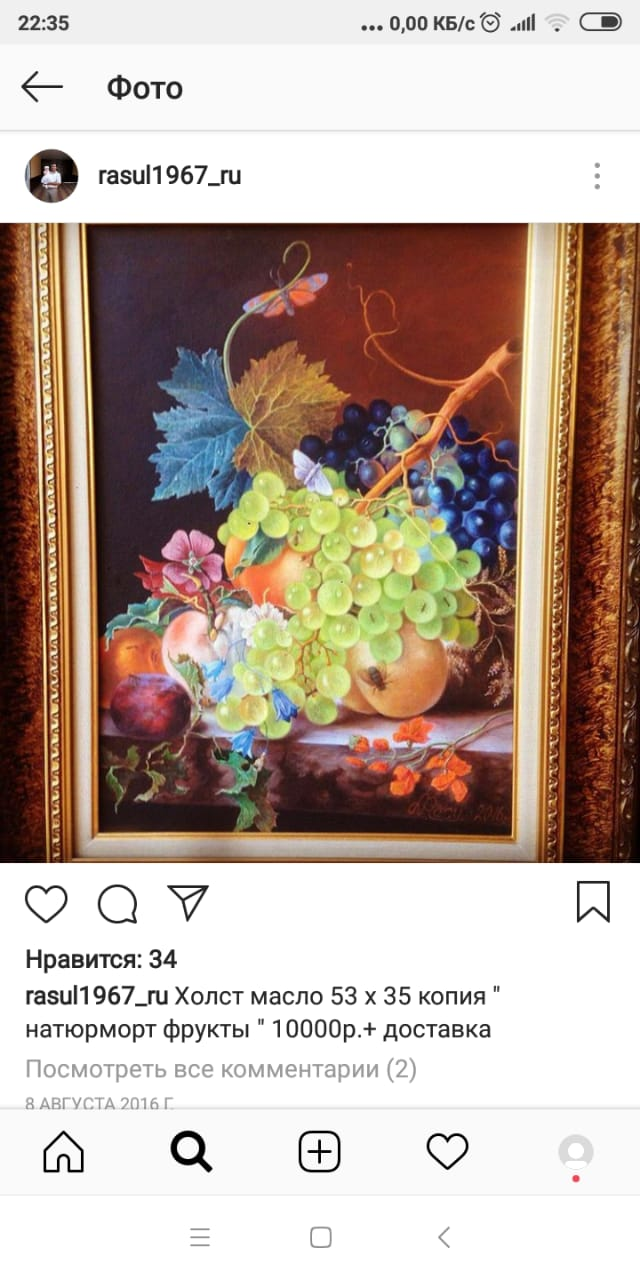 22:35
... 0,00 КБ/с
Фото
rasul1967_ru
2016
Нравится: 34
rasul1967_ru Холст масло 53 х 35 копия "
натюрморт фрукты " 10000р.+ доставка
Посмотреть все комментарии (2)
8 АВГУСТА 2016 Г.